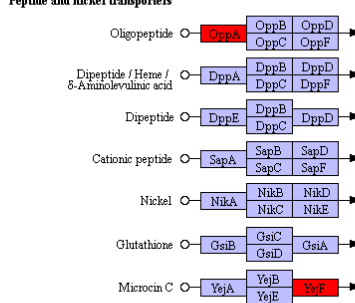 Peptide and nickel transporters
Oligopeptide OppA OppB OppD
OppC OppF
Dipeptide / Heme /
δ-Aminolevulinic acid DppA DppB DppD
DppC DppF
Dipeptide DppE DppB DppD
DppC
Cationic peptide SapA SapB SapD
SapC SapF
Nickel NikA NikB NikD
NikC NikE
Glutathione GsiB GsiC GsiA
GsiD
Microcin C YejA YejB YejF
YejE